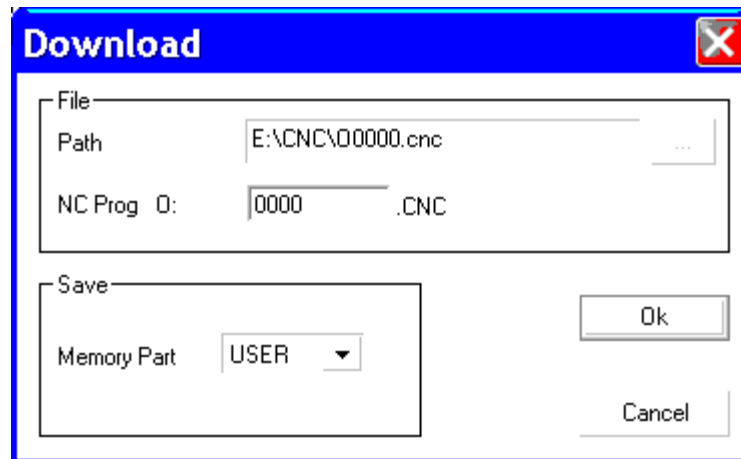 Download
File
Path E:\CNC\O0000.cnc ...
NC Prog O: 0000 .CNC
Save
Memory Part USER
Ok
Cancel